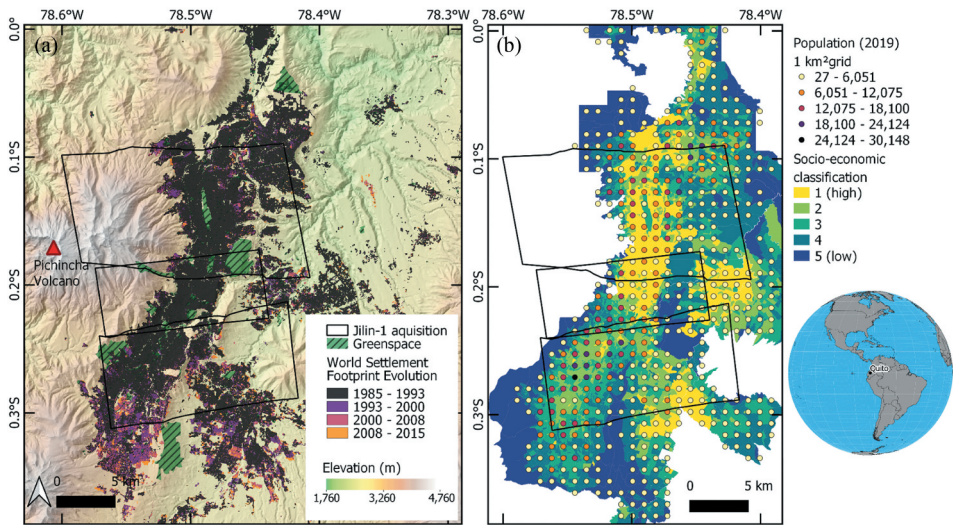 78.6°W 78.5°W 78.4°W 78.3°W
(a)
0.0°
0.1°S
0.2°S
0.3°S
Pichincha
Volcano
Jilin-1 aquisition
Greenspace
World Settlement
Footprint Evolution
1985 - 1993
1993 - 2000
2000 - 2008
2008 - 2015
Elevation (m)
1,760 3,260 4,760
0 5 km
78.6°W 78.5°W 78.4°W
(b)
0.0°
0.1°S
0.2°S
0.3°S
0 5 km
Population (2019)
1 km² grid
27 - 6,051
6,051 - 12,075
12,075 - 18,100
18,100 - 24,124
24,124 - 30,148
Socio-economic
classification
1 (high)
2
3
4
5 (low)
Quito